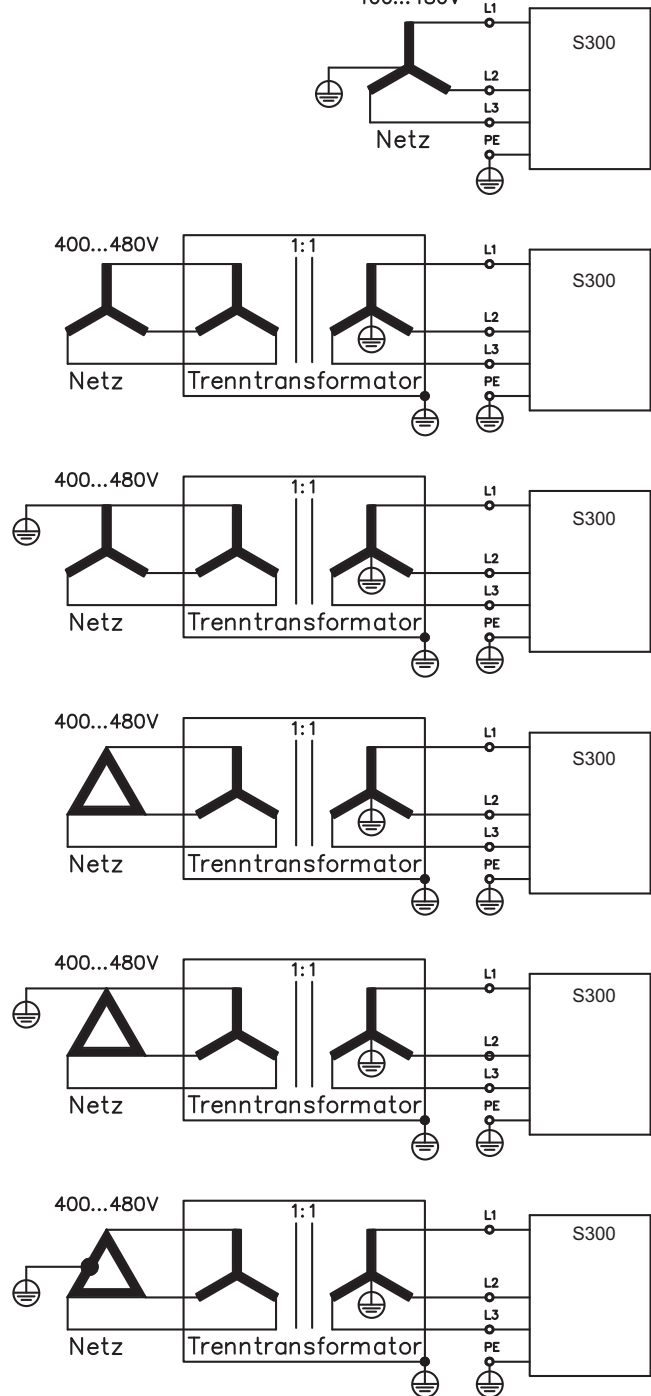 400...480V
L1
S300
L2
L3
Netz
PE
400...480V
1:1
L1
S300
L2
L3
Netz
Trenntransformator
PE
400...480V
1:1
L1
S300
L2
L3
Netz
Trenntransformator
PE
400...480V
1:1
L1
S300
L2
L3
Netz
Trenntransformator
PE
400...480V
1:1
L1
S300
L2
L3
Netz
Trenntransformator
PE
400...480V
1:1
L1
S300
L2
L3
Netz
Trenntransformator
PE